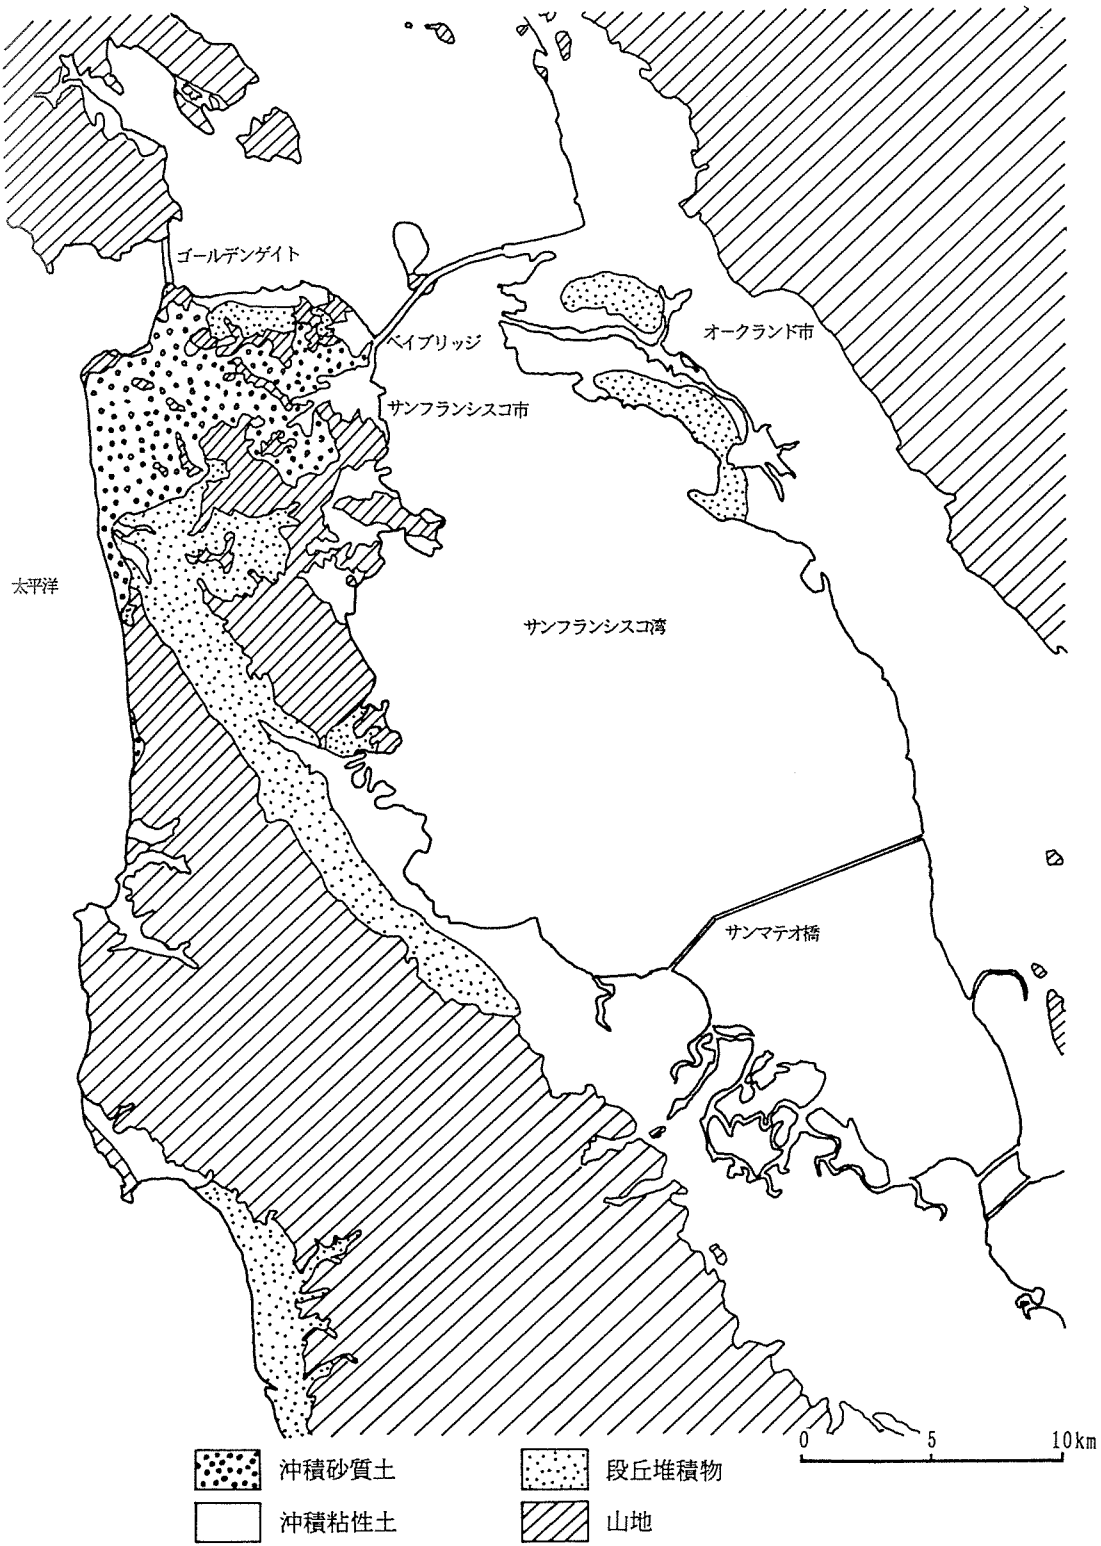 ゴールデンゲイト
ベイブリッジ
オークランド市
サンフランシスコ市
太平洋
サンフランシスコ湾
サンマテオ橋
0 5 10km
沖積砂質土
段丘堆積物
沖積粘性土
山地